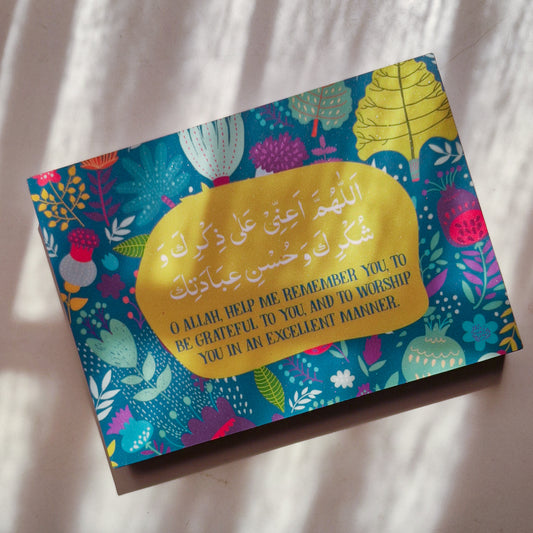 اَللّٰهُمَّ اَعِنِّیْ عَلٰی ذِکْرِكَ وَ
شُکْرِكَ وَ حُسْنِ عِبَادَتِكَ
O ALLAH, HELP ME REMEMBER YOU, TO
BE GRATEFUL TO YOU, AND TO WORSHIP
YOU IN AN EXCELLENT MANNER.